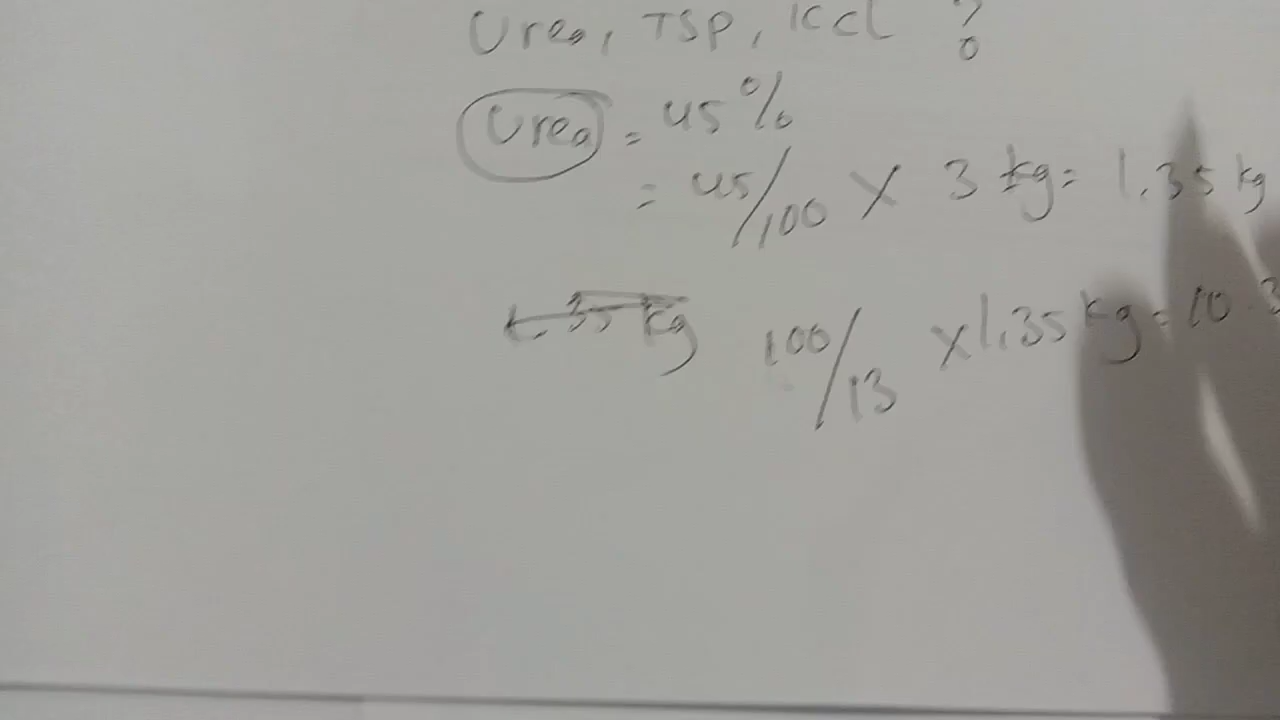 Urea, TSP, KCL ?
Urea = 45%
= 45/100 X 3 kg = 1.35 kg
1.35 kg 100/13 X 1.35 kg = 10.3